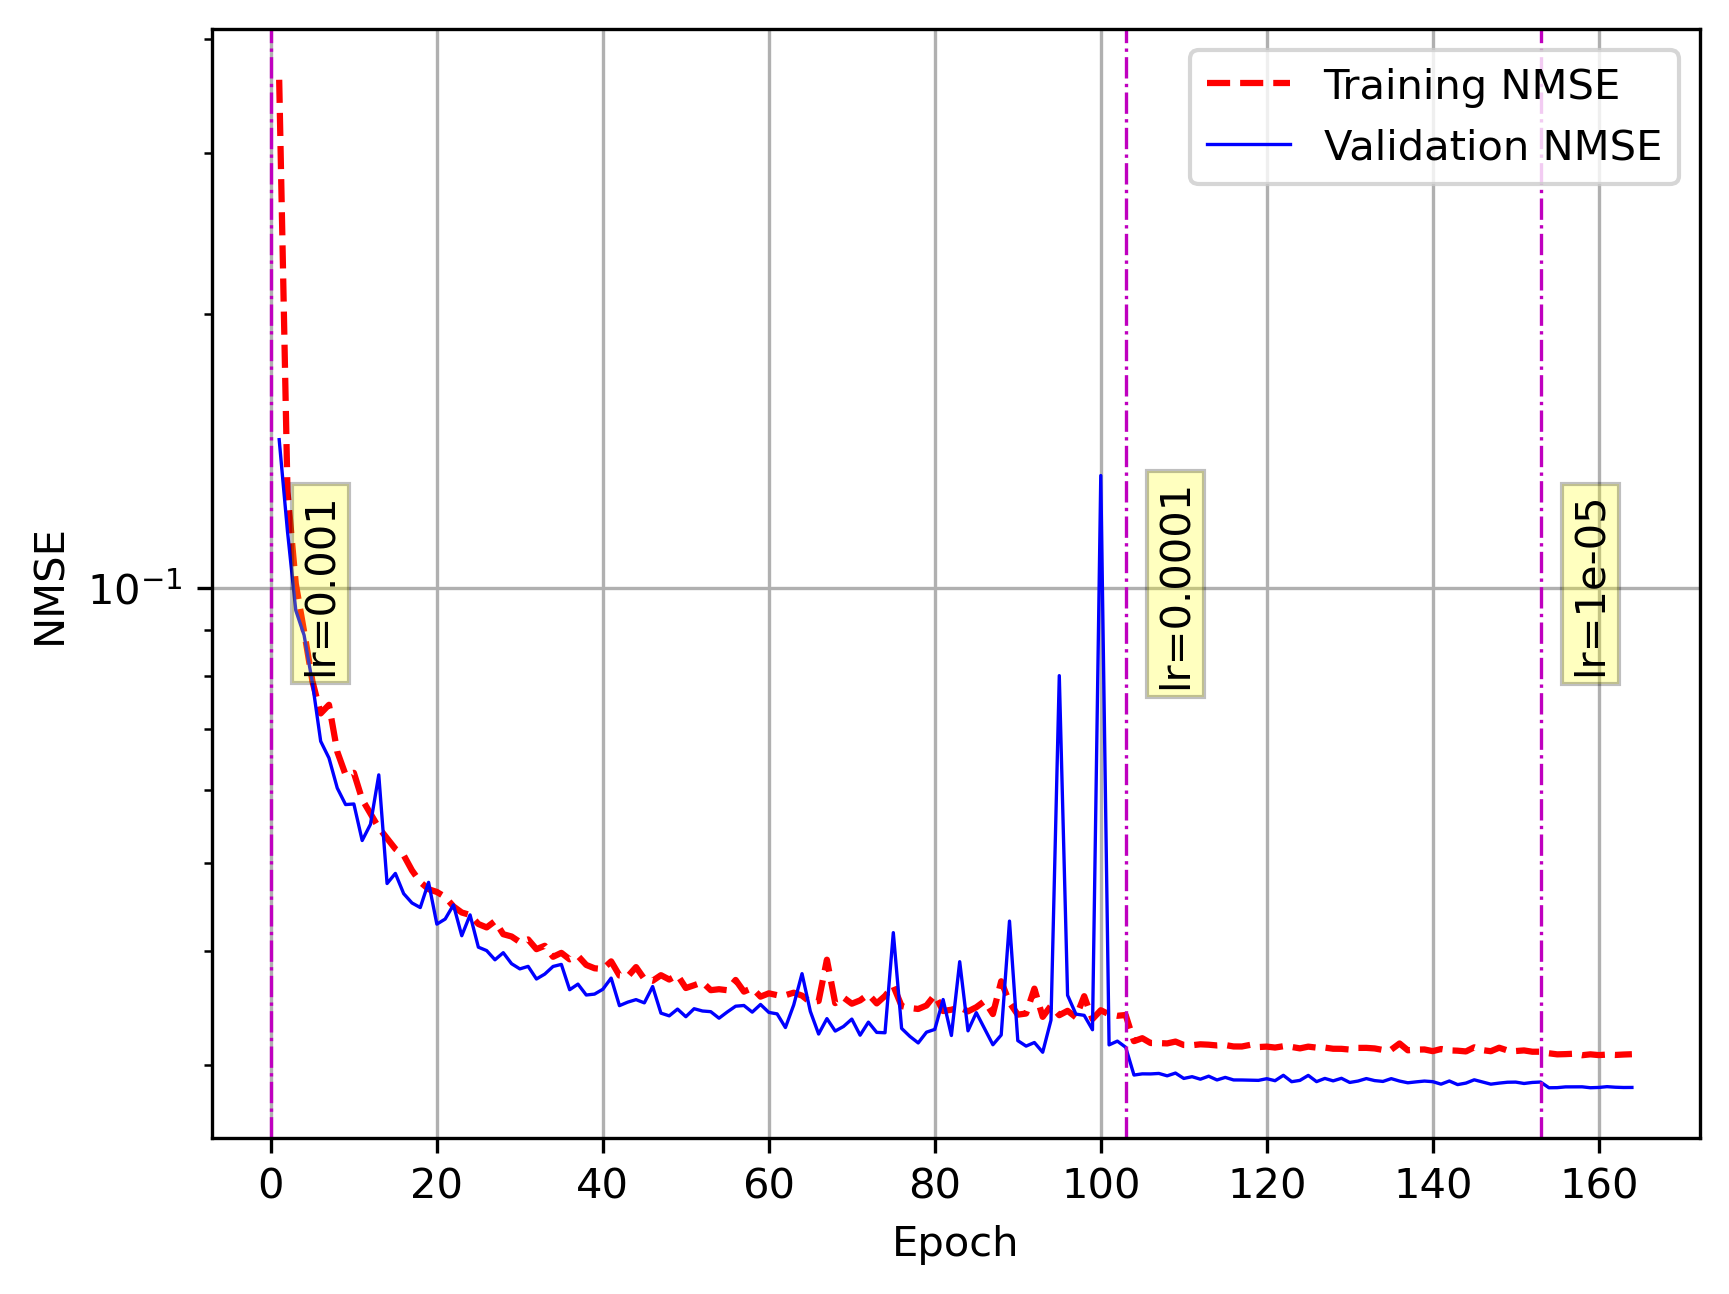 Training NMSE
Validation NMSE
NMSE
10⁻¹
lr=0.001
lr=0.0001
lr=1e-05
0 20 40 60 80 100 120 140 160
Epoch